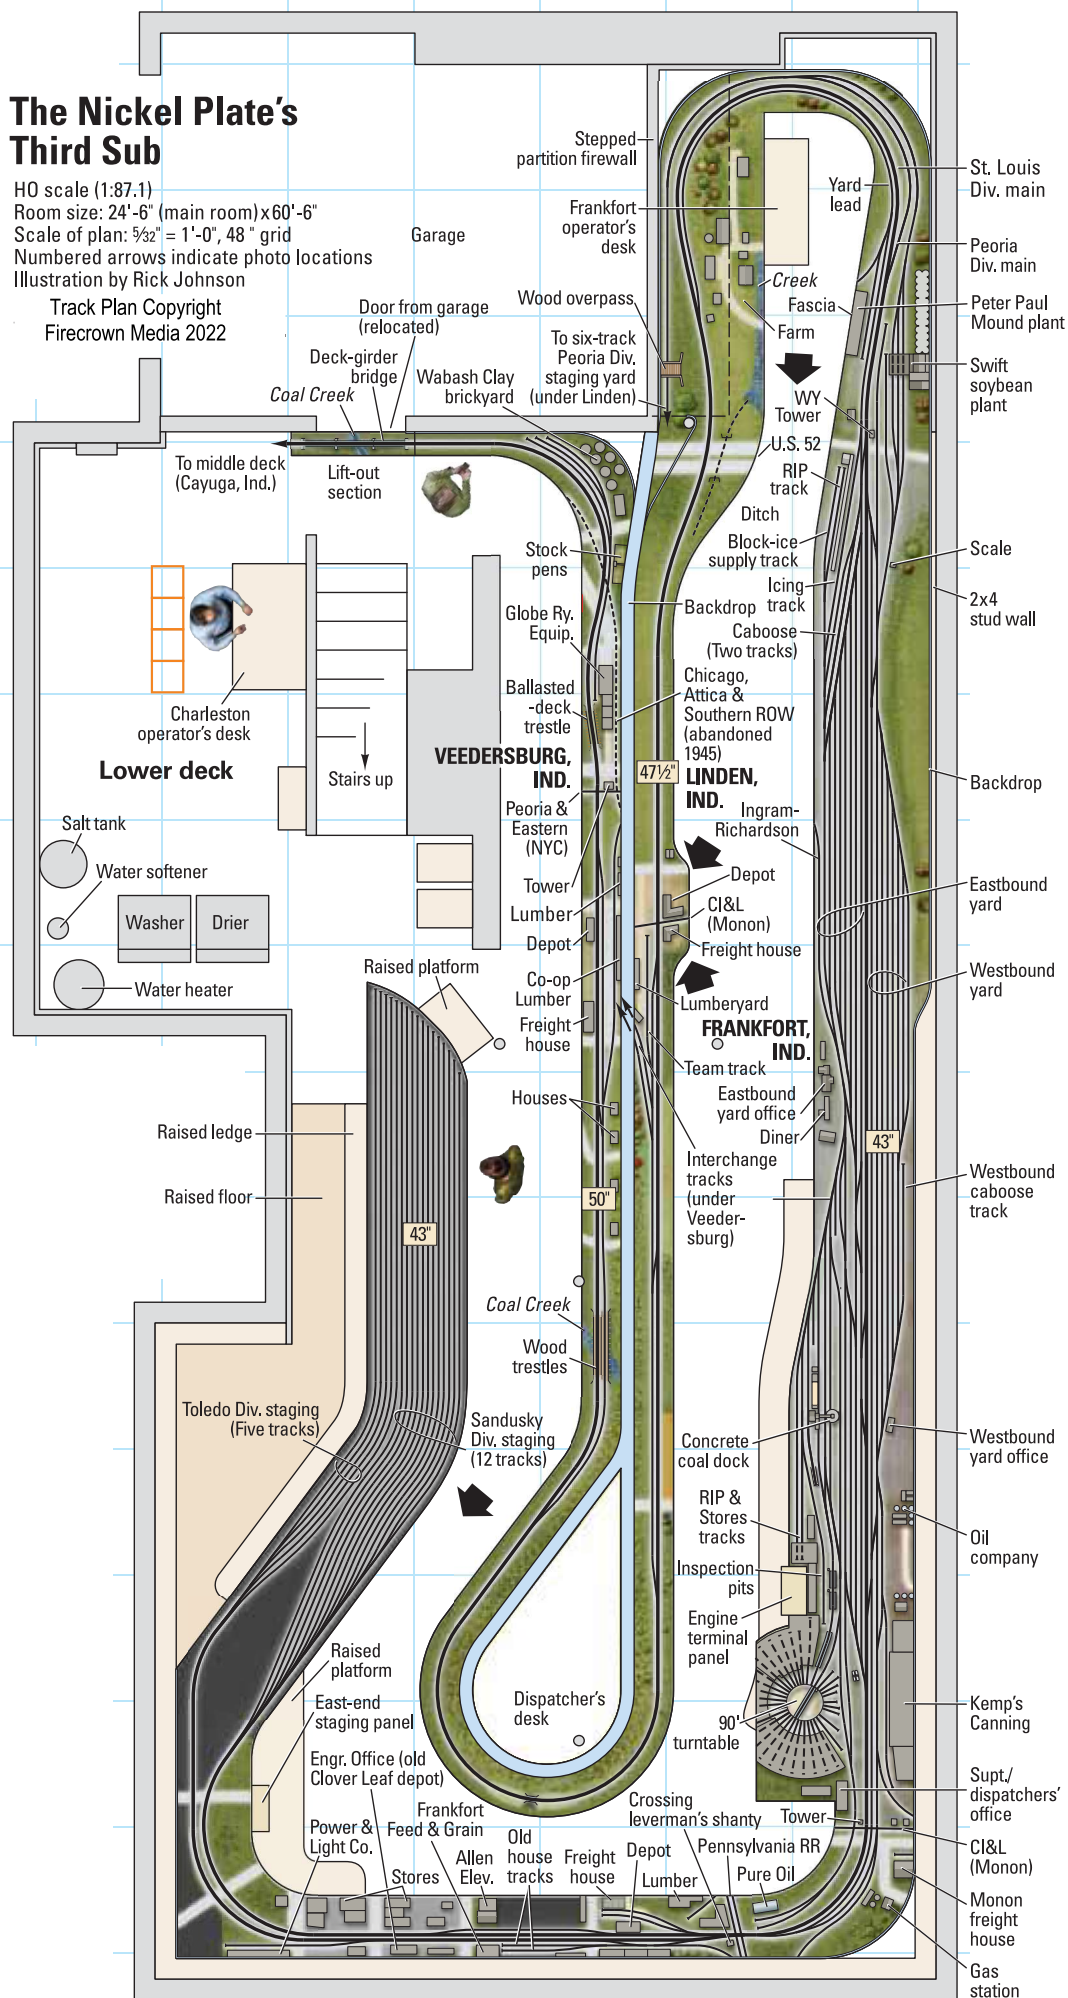 The Nickel Plate's
Third Sub
HO scale (1:87.1)
Room size: 24'-6" (main room) x 60'-6"
Scale of plan: 5⁄32" = 1'-0", 48 " grid
Numbered arrows indicate photo locations
Illustration by Rick Johnson
Track Plan Copyright
Firecrown Media 2022
Garage
Stepped
partition firewall
Frankfort
operator's
desk
Yard
lead
St. Louis
Div. main
Peoria
Div. main
Creek
Fascia
Farm
Peter Paul
Mound plant
Swift
soybean
plant
Wood overpass
To six-track
Peoria Div.
staging yard
(under Linden)
Door from garage
(relocated)
Deck-girder
bridge
Coal Creek
Wabash Clay
brickyard
WY
Tower
U.S. 52
RIP
track
To middle deck
(Cayuga, Ind.)
Lift-out
section
Ditch
Block-ice
supply track
Scale
Stock
pens
Icing
track
2x4
stud wall
Backdrop
Globe Ry.
Equip.
Caboose
(Two tracks)
Ballasted
-deck
trestle
Chicago,
Attica &
Southern ROW
(abandoned
1945)
Charleston
operator's desk
Lower deck
Stairs up
VEEDERSBURG,
IND.
47½"
LINDEN,
IND.
Backdrop
Peoria &
Eastern
(NYC)
Ingram-
Richardson
Salt tank
Water softener
Washer
Drier
Water heater
Tower
Lumber
Depot
Depot
CI&L
(Monon)
Freight house
Eastbound
yard
Raised platform
Co-op
Lumber
Freight
house
Lumberyard
Westbound
yard
FRANKFORT,
IND.
Team track
Houses
Eastbound
yard office
Diner
Raised ledge
Raised floor
43"
Interchange
tracks
(under
Veeder-
sburg)
Westbound
caboose
track
50"
43"
Coal Creek
Wood
trestles
Toledo Div. staging
(Five tracks)
Sandusky
Div. staging
(12 tracks)
Concrete
coal dock
Westbound
yard office
RIP &
Stores
tracks
Oil
company
Inspection
pits
Engine
terminal
panel
Raised
platform
East-end
staging panel
Dispatcher's
desk
90'
turntable
Kemp's
Canning
Engr. Office (old
Clover Leaf depot)
Supt./
dispatchers'
office
Power &
Light Co.
Frankfort
Feed & Grain
Crossing
leverman's shanty
Tower
Stores
Allen
Elev.
Old
house
tracks
Freight
house
Depot
Lumber
Pennsylvania RR
Pure Oil
CI&L
(Monon)
Monon
freight
house
Gas
station